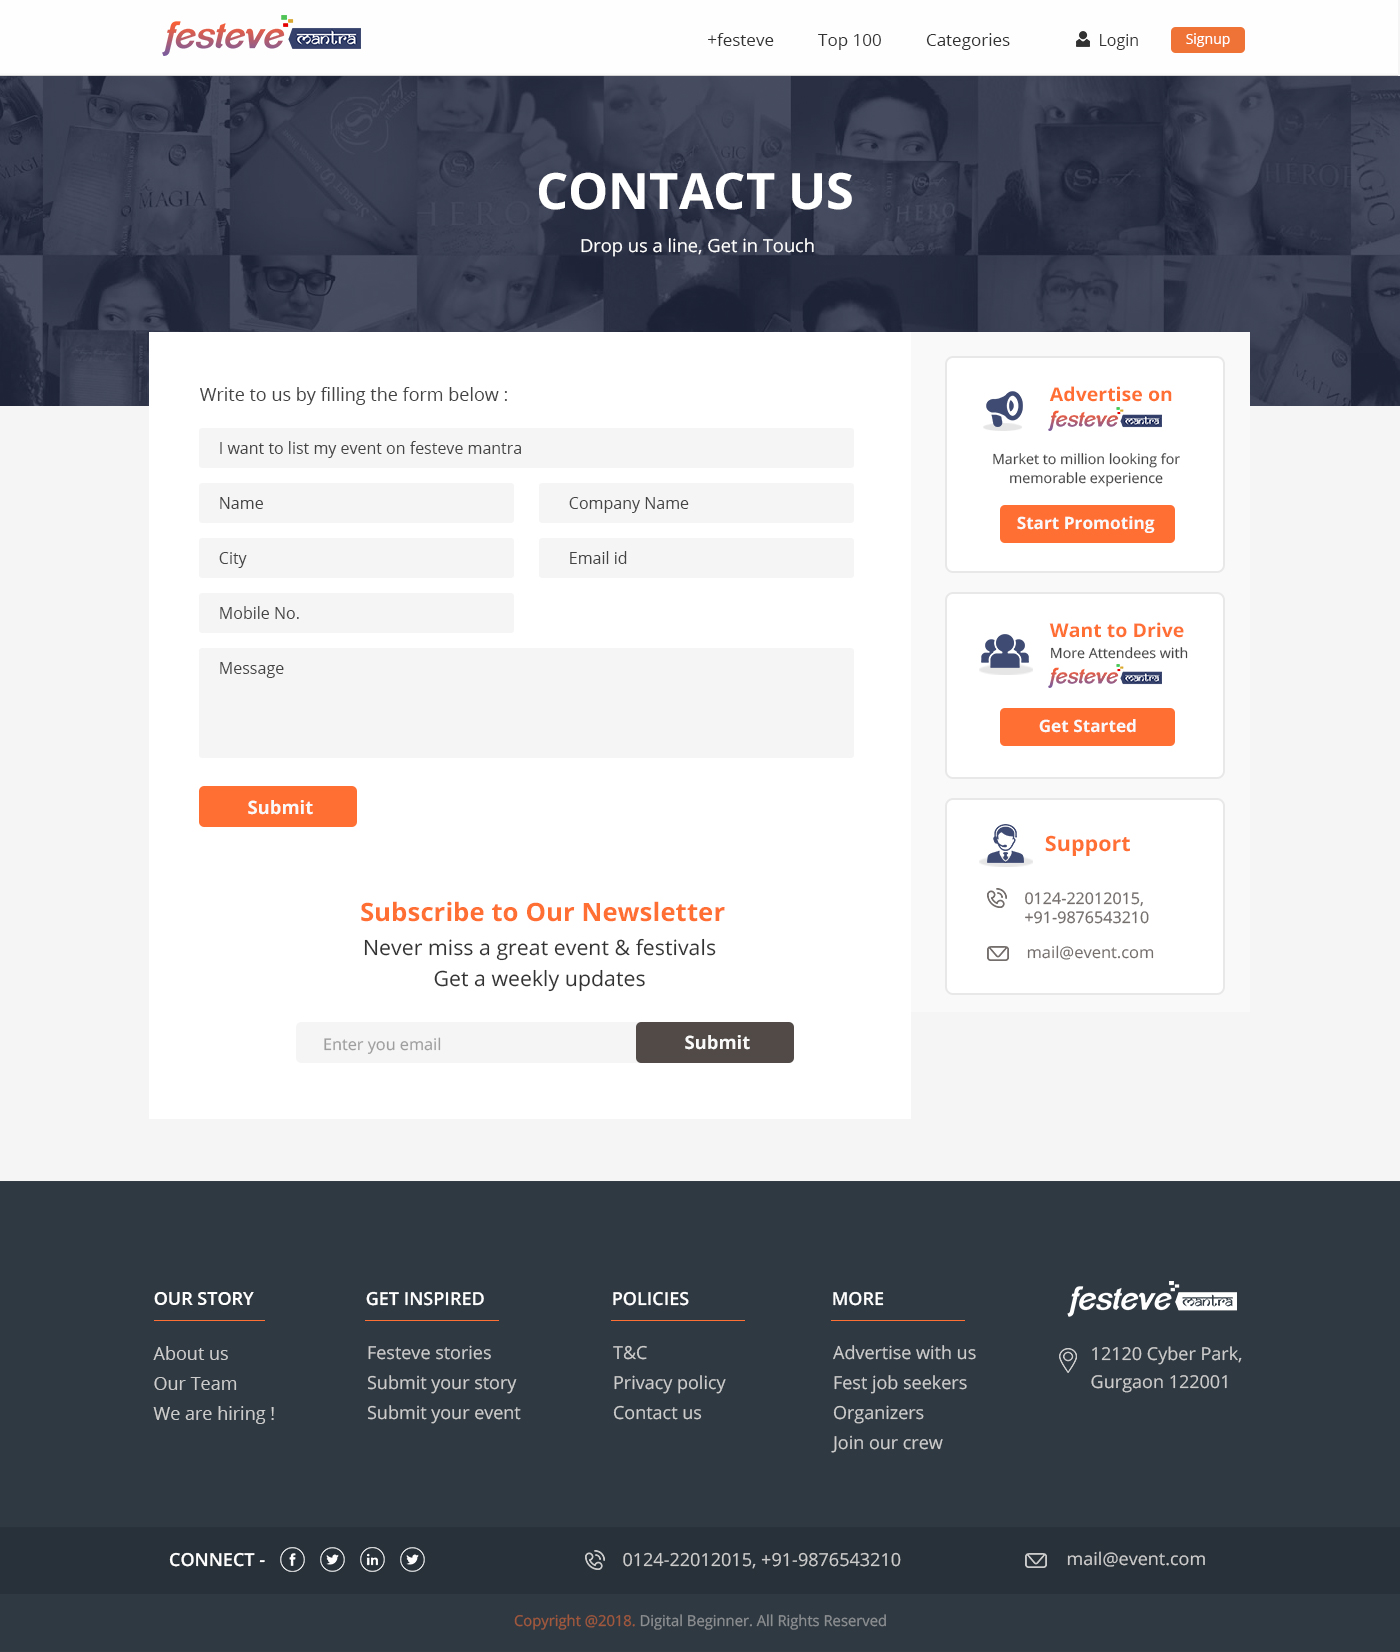 festeve मantra
+festeve
Top 100
Categories
Login
Signup
MAGIA
HERO
HERO
HERO
CONTACT US
Drop us a line, Get in Touch
Write to us by filling the form below :
I want to list my event on festeve mantra
Name
Company Name
City
Email id
Mobile No.
Message
Submit
Subscribe to Our Newsletter
Never miss a great event & festivals
Get a weekly updates
Enter you email
Submit
Advertise on
festeve mantra
Market to million looking for
memorable experience
Start Promoting
Want to Drive
More Attendees with
festeve mantra
Get Started
Support
0124-22012015,
+91-9876543210
mail@event.com
OUR STORY
About us
Our Team
We are hiring !
GET INSPIRED
Festeve stories
Submit your story
Submit your event
POLICIES
T&C
Privacy policy
Contact us
MORE
Advertise with us
Fest job seekers
Organizers
Join our crew
festeve mantra
12120 Cyber Park,
Gurgaon 122001
CONNECT -
0124-22012015, +91-9876543210
mail@event.com
Copyright @2018. Digital Beginner. All Rights Reserved